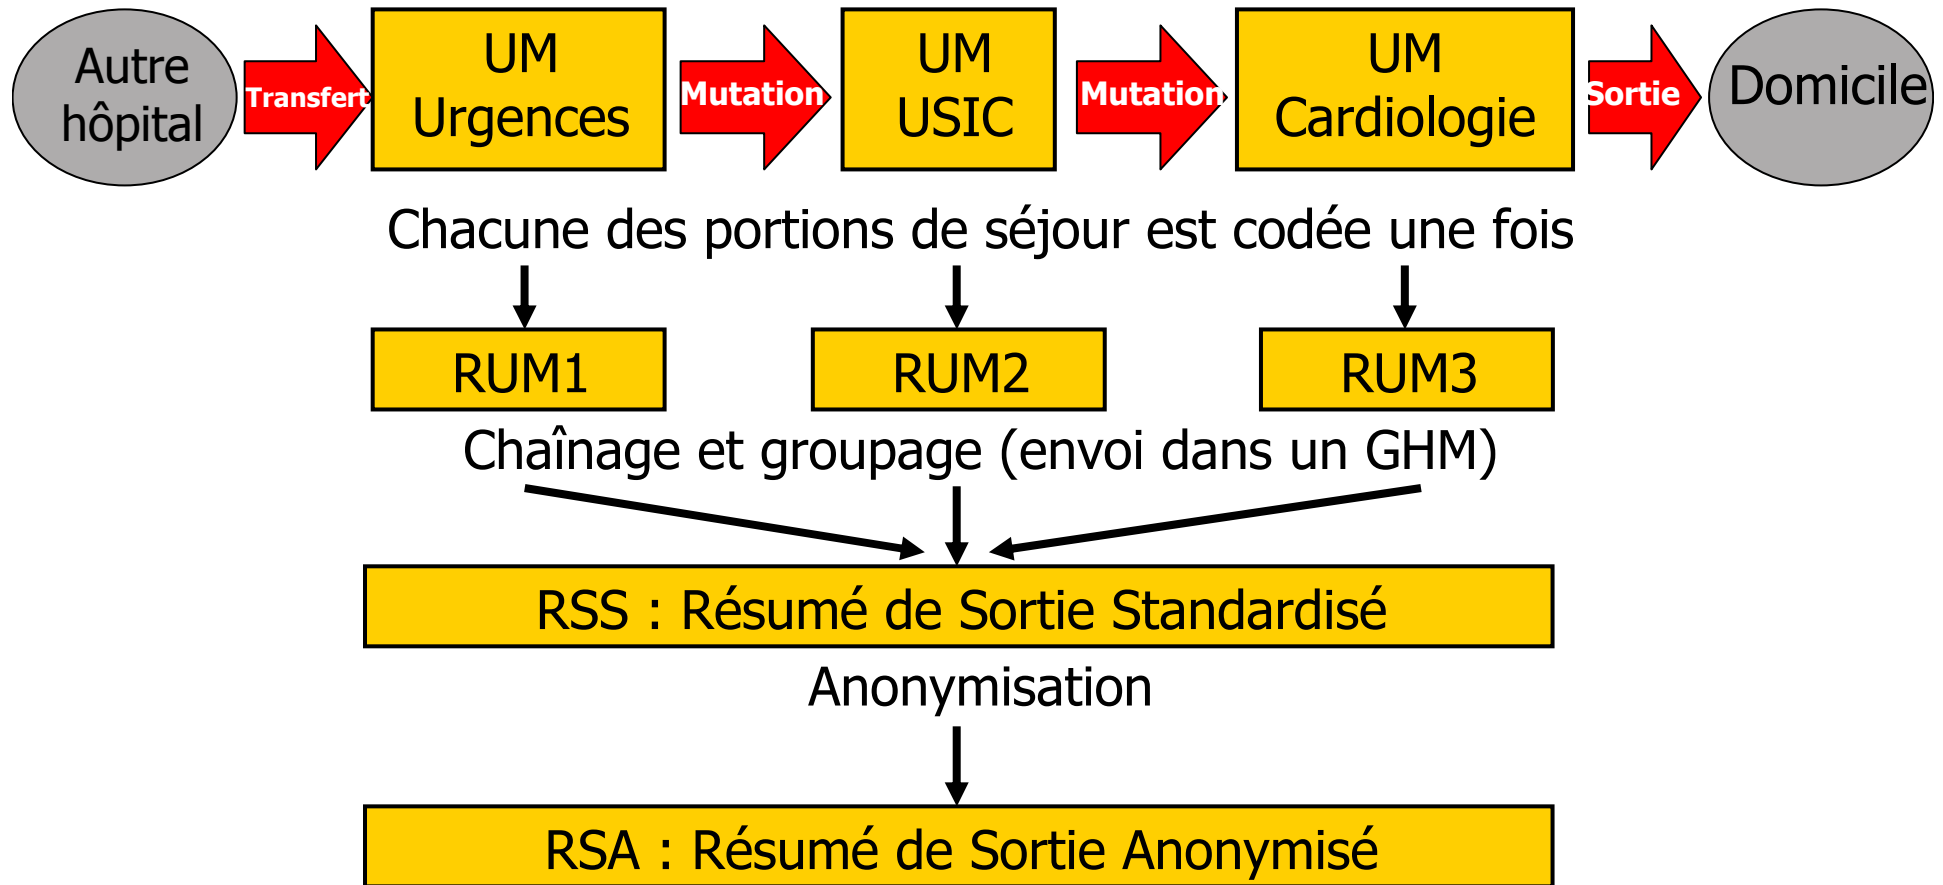 Autre
hôpital
Transfert
UM
Urgences
Mutation
UM
USIC
Mutation
UM
Cardiologie
Sortie
Domicile
Chacune des portions de séjour est codée une fois
RUM1
RUM2
RUM3
Chaînage et groupage (envoi dans un GHM)
RSS : Résumé de Sortie Standardisé
Anonymisation
RSA : Résumé de Sortie Anonymisé